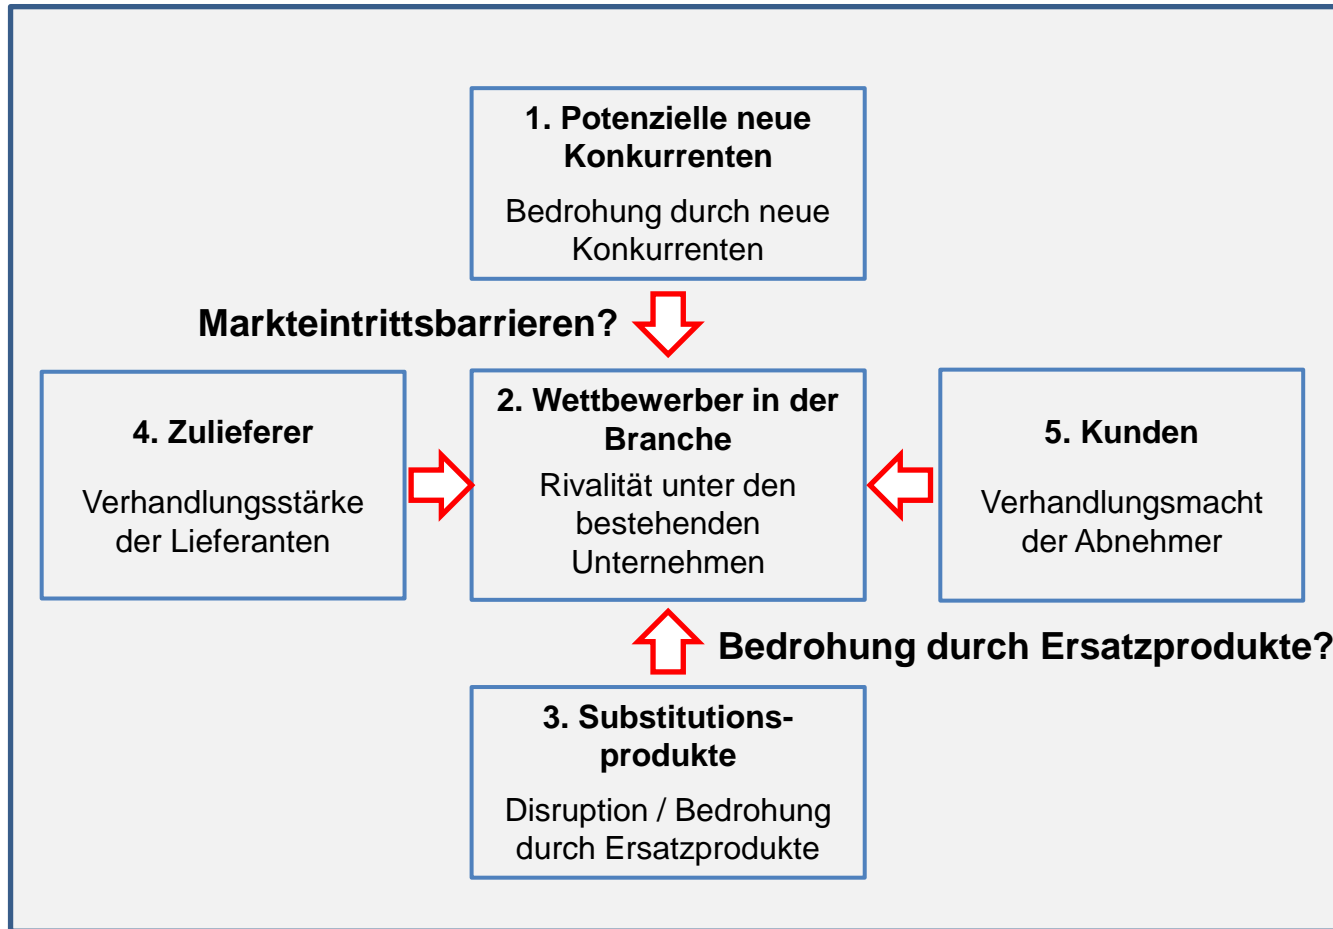 1. Potenzielle neue
Konkurrenten
Bedrohung durch neue
Konkurrenten
Markteintrittsbarrieren?
4. Zulieferer
Verhandlungsstärke
der Lieferanten
2. Wettbewerber in der
Branche
Rivalität unter den
bestehenden
Unternehmen
5. Kunden
Verhandlungsmacht
der Abnehmer
Bedrohung durch Ersatzprodukte?
3. Substitutions-
produkte
Disruption / Bedrohung
durch Ersatzprodukte